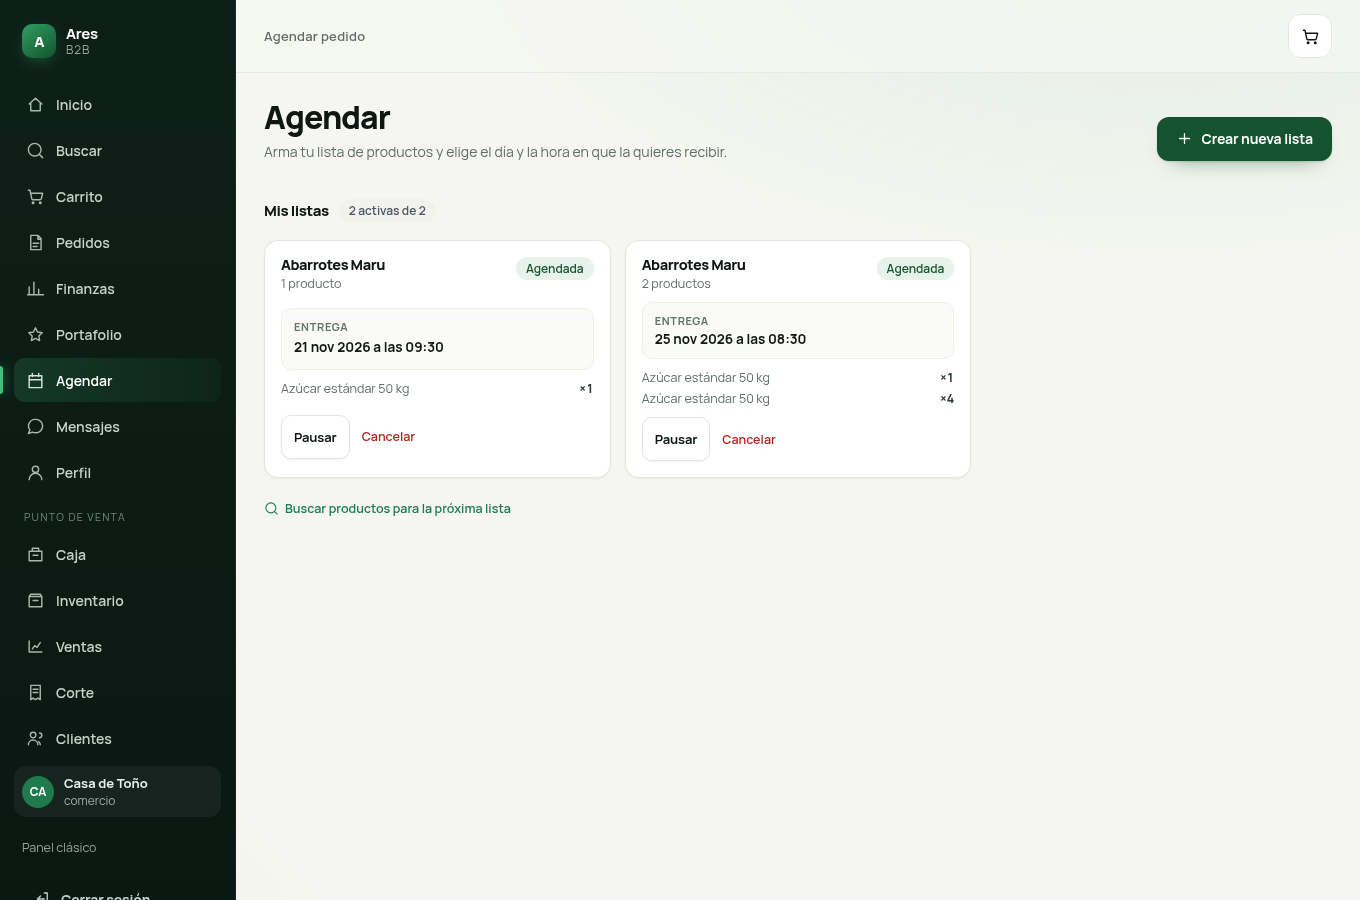 A
Ares
B2B
Inicio
Buscar
Carrito
Pedidos
Finanzas
Portafolio
Agendar
Mensajes
Perfil
PUNTO DE VENTA
Caja
Inventario
Ventas
Corte
Clientes
CA
Casa de Toño
comercio
Panel clásico
Cerrar sesión
Agendar pedido
Agendar
Arma tu lista de productos y elige el día y la hora en que la quieres recibir.
Crear nueva lista
Mis listas
2 activas de 2
Abarrotes Maru
Agendada
1 producto
ENTREGA
21 nov 2026 a las 09:30
Azúcar estándar 50 kg ×1
Pausar
Cancelar
Abarrotes Maru
Agendada
2 productos
ENTREGA
25 nov 2026 a las 08:30
Azúcar estándar 50 kg ×1
Azúcar estándar 50 kg ×4
Pausar
Cancelar
Buscar productos para la próxima lista